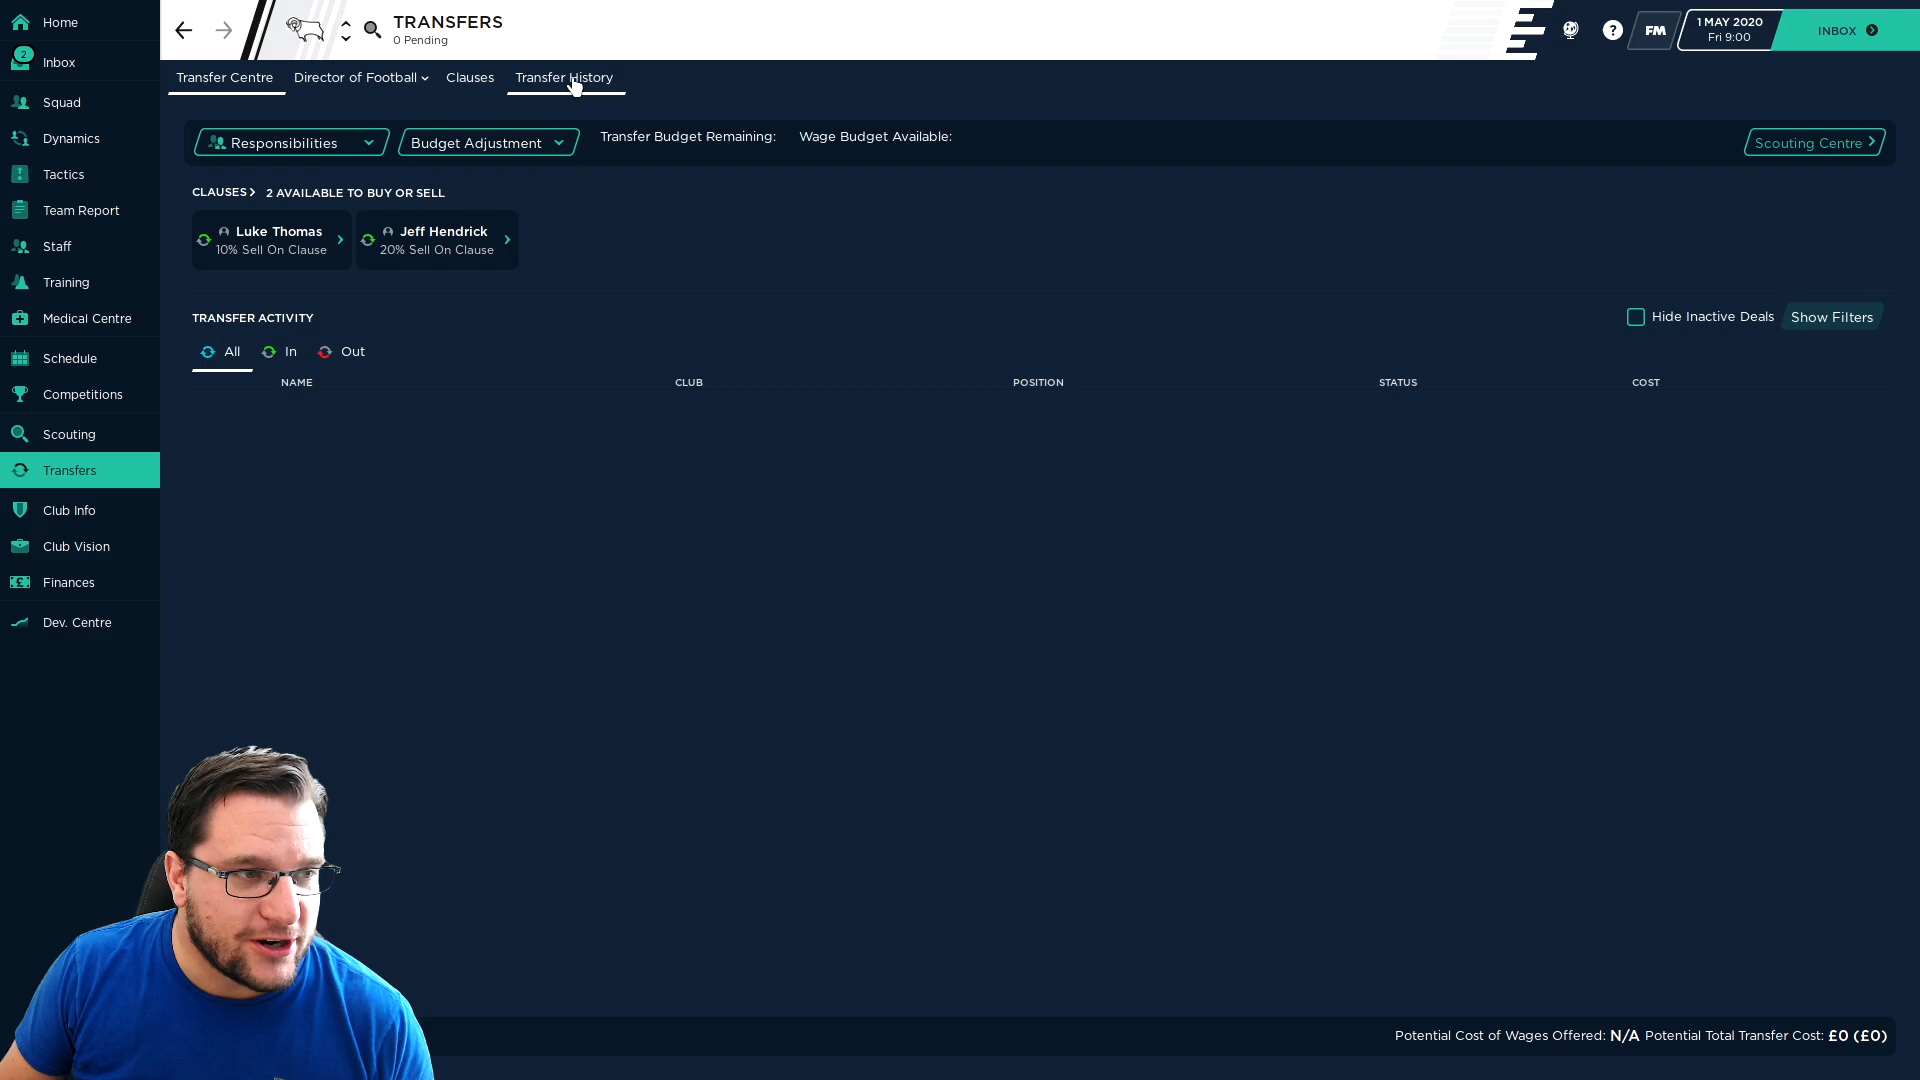 Home
2
Inbox
Squad
Dynamics
Tactics
Team Report
Staff
Training
Medical Centre
Schedule
Competitions
Scouting
Transfers
Club Info
Club Vision
Finances
Dev. Centre
TRANSFERS
0 Pending
?
FM
1 MAY 2020
Fri 9:00
INBOX
Transfer Centre
Director of Football
Clauses
Transfer History
Responsibilities
Budget Adjustment
Transfer Budget Remaining:
Wage Budget Available:
Scouting Centre
CLAUSES
2 AVAILABLE TO BUY OR SELL
Luke Thomas
10% Sell On Clause
Jeff Hendrick
20% Sell On Clause
TRANSFER ACTIVITY
Hide Inactive Deals
Show Filters
All
In
Out
NAME
CLUB
POSITION
STATUS
COST
Potential Cost of Wages Offered: N/A Potential Total Transfer Cost: £0 (£0)